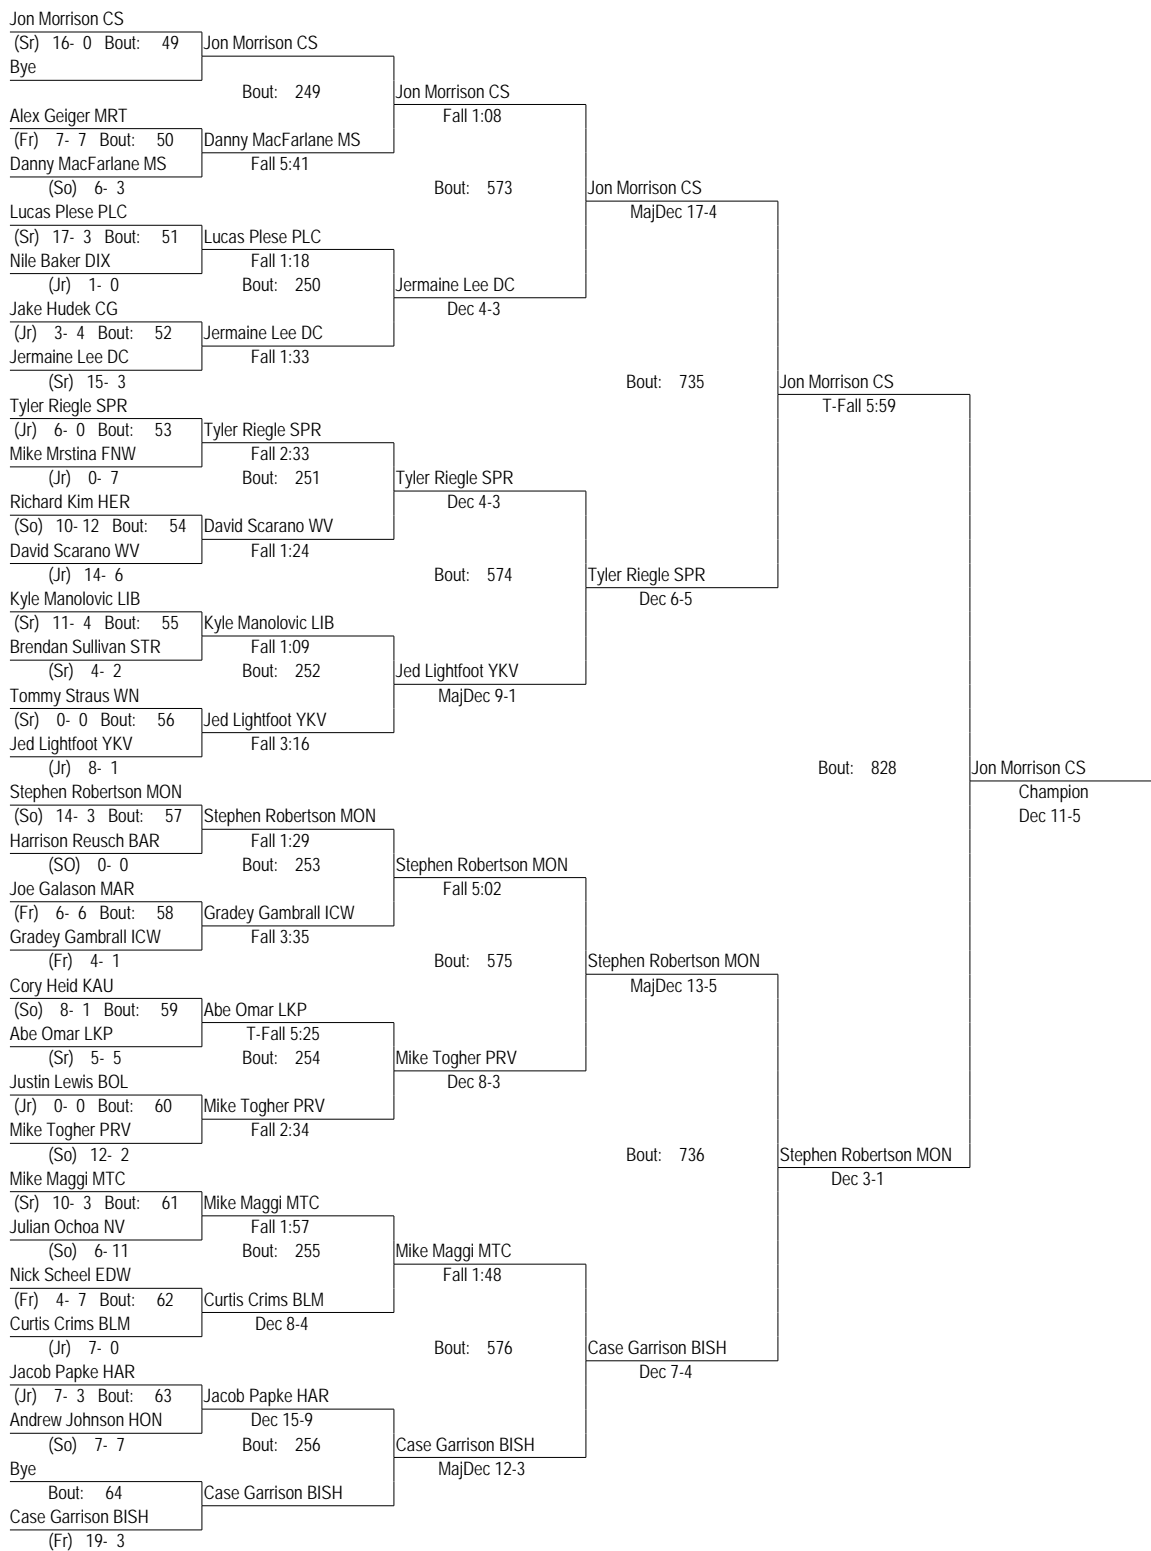 Jon Morrison CS
(Sr) 16- 0 Bout: 49 Jon Morrison CS
Bye
Bout: 249 Jon Morrison CS
Alex Geiger MRT Fall 1:08
(Fr) 7- 7 Bout: 50 Danny MacFarlane MS
Danny MacFarlane MS Fall 5:41
(So) 6- 3 Bout: 573 Jon Morrison CS
Lucas Plese PLC MajDec 17-4
(Sr) 17- 3 Bout: 51 Lucas Plese PLC
Nile Baker DIX Fall 1:18
(Jr) 1- 0 Bout: 250 Jermaine Lee DC
Jake Hudek CG Dec 4-3
(Jr) 3- 4 Bout: 52 Jermaine Lee DC
Jermaine Lee DC Fall 1:33
(Sr) 15- 3 Bout: 735 Jon Morrison CS
Tyler Riegle SPR T-Fall 5:59
(Jr) 6- 0 Bout: 53 Tyler Riegle SPR
Mike Mrstina FNW Fall 2:33
(Jr) 0- 7 Bout: 251 Tyler Riegle SPR
Richard Kim HER Dec 4-3
(So) 10- 12 Bout: 54 David Scarano WV
David Scarano WV Fall 1:24
(Jr) 14- 6 Bout: 574 Tyler Riegle SPR
Kyle Manolovic LIB Dec 6-5
(Sr) 11- 4 Bout: 55 Kyle Manolovic LIB
Brendan Sullivan STR Fall 1:09
(Sr) 4- 2 Bout: 252 Jed Lightfoot YKV
Tommy Straus WN MajDec 9-1
(Sr) 0- 0 Bout: 56 Jed Lightfoot YKV
Jed Lightfoot YKV Fall 3:16
(Jr) 8- 1 Bout: 828 Jon Morrison CS
Stephen Robertson MON Champion
(So) 14- 3 Bout: 57 Stephen Robertson MON Dec 11-5
Harrison Reusch BAR Fall 1:29
(SO) 0- 0 Bout: 253 Stephen Robertson MON
Joe Galason MAR Fall 5:02
(Fr) 6- 6 Bout: 58 Gradey Gambrall ICW
Gradey Gambrall ICW Fall 3:35
(Fr) 4- 1 Bout: 575 Stephen Robertson MON
Cory Heid KAU MajDec 13-5
(So) 8- 1 Bout: 59 Abe Omar LKP
Abe Omar LKP T-Fall 5:25
(Sr) 5- 5 Bout: 254 Mike Togher PRV
Justin Lewis BOL Dec 8-3
(Jr) 0- 0 Bout: 60 Mike Togher PRV
Mike Togher PRV Fall 2:34
(So) 12- 2 Bout: 736 Stephen Robertson MON
Mike Maggi MTC Dec 3-1
(Sr) 10- 3 Bout: 61 Mike Maggi MTC
Julian Ochoa NV Fall 1:57
(So) 6- 11 Bout: 255 Mike Maggi MTC
Nick Scheel EDW Fall 1:48
(Fr) 4- 7 Bout: 62 Curtis Crims BLM
Curtis Crims BLM Dec 8-4
(Jr) 7- 0 Bout: 576 Case Garrison BISH
Jacob Papke HAR Dec 7-4
(Jr) 7- 3 Bout: 63 Jacob Papke HAR
Andrew Johnson HON Dec 15-9
(So) 7- 7 Bout: 256 Case Garrison BISH
Bye MajDec 12-3
Bout: 64 Case Garrison BISH
Case Garrison BISH
(Fr) 19- 3